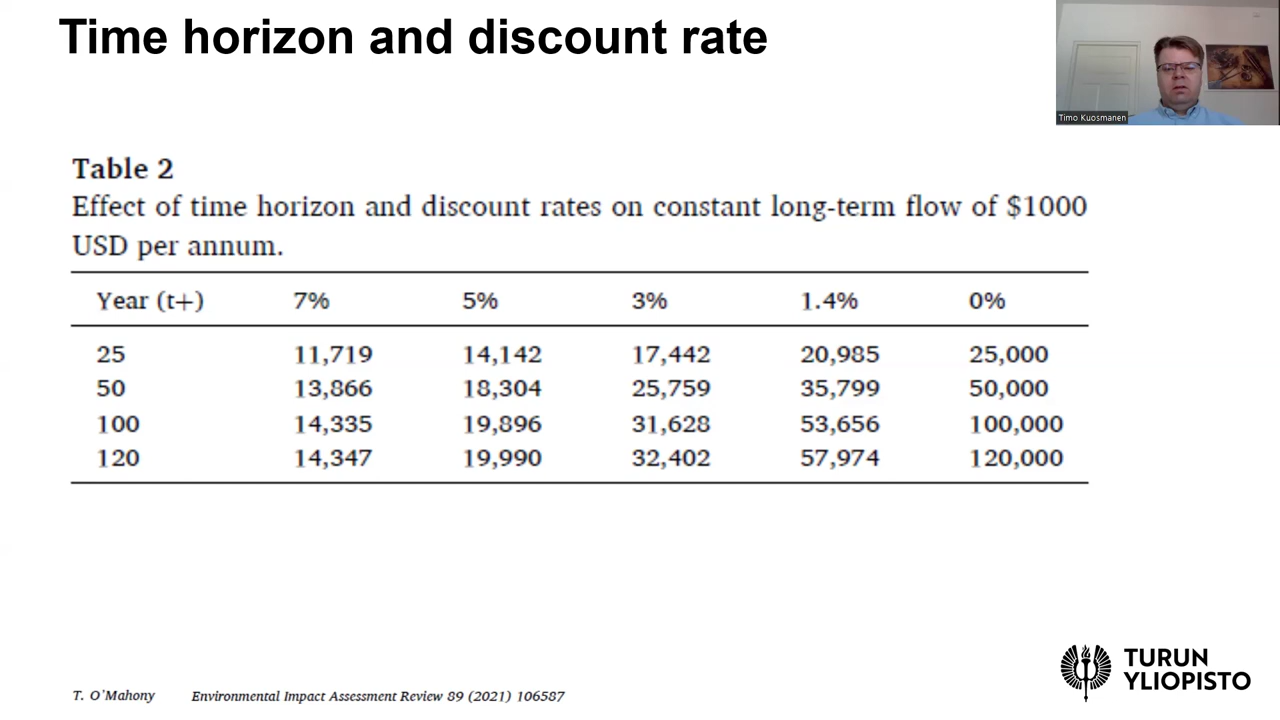 Time horizon and discount rate
Timo Kuosmanen
Table 2
Effect of time horizon and discount rates on constant long-term flow of $1000
USD per annum.
Year (t+) 7% 5% 3% 1.4% 0%
25 11,719 14,142 17,442 20,985 25,000
50 13,866 18,304 25,759 35,799 50,000
100 14,335 19,896 31,628 53,656 100,000
120 14,347 19,990 32,402 57,974 120,000
TURUN
YLIOPISTO
T. O'Mahony Environmental Impact Assessment Review 89 (2021) 106587